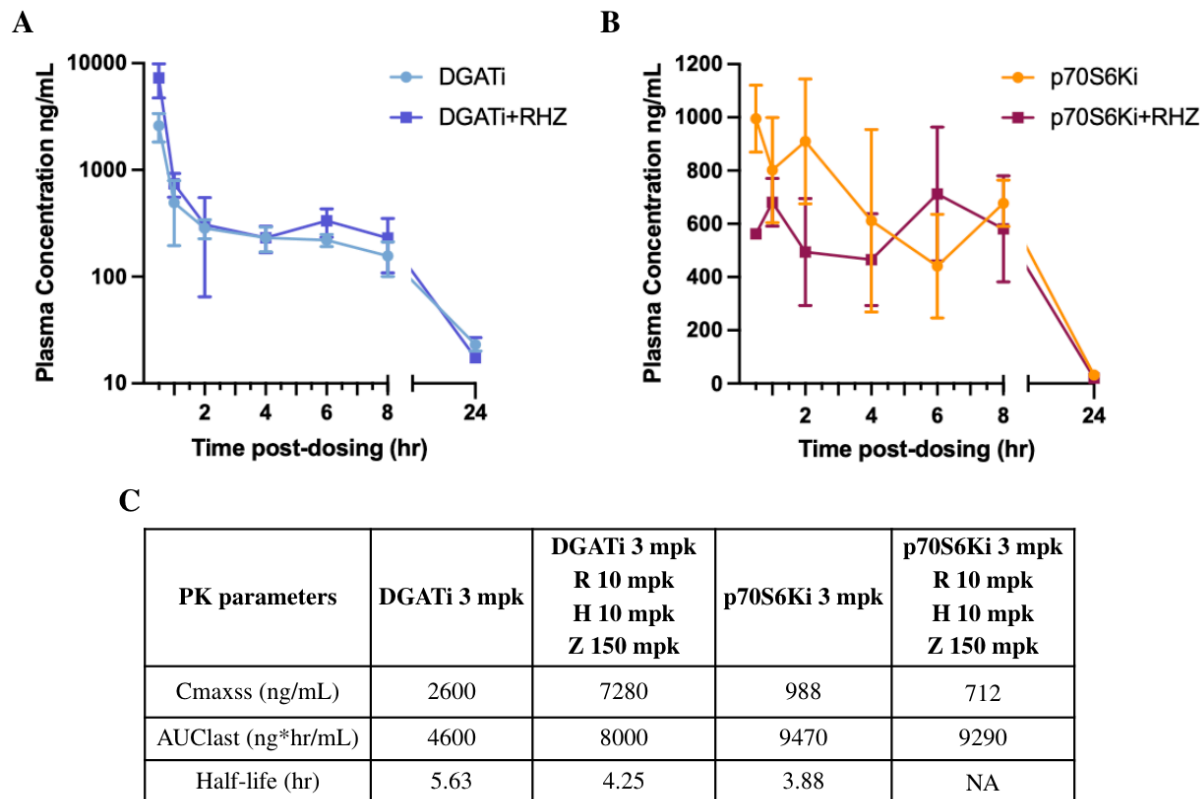 A
Plasma Concentration ng/mL
10000
1000
100
10
DGATi
DGATi+RHZ
2 4 6 8 24
Time post-dosing (hr)
B
Plasma Concentration ng/mL
1200
1000
800
600
400
200
0
p70S6Ki
p70S6Ki+RHZ
2 4 6 8 24
Time post-dosing (hr)
C
PK parameters
DGATi 3 mpk
DGATi 3 mpk
R 10 mpk
H 10 mpk
Z 150 mpk
p70S6Ki 3 mpk
p70S6Ki 3 mpk
R 10 mpk
H 10 mpk
Z 150 mpk
Cmaxss (ng/mL) 2600 7280 988 712
AUClast (ng*hr/mL) 4600 8000 9470 9290
Half-life (hr) 5.63 4.25 3.88 NA